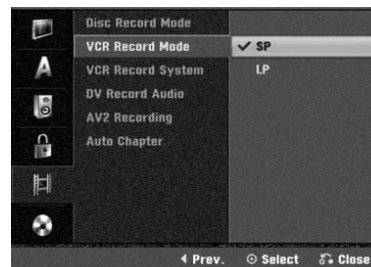 Disc Record Mode
VCR Record Mode
✓ SP
VCR Record System
LP
DV Record Audio
AV2 Recording
Auto Chapter
Prev. Select Close